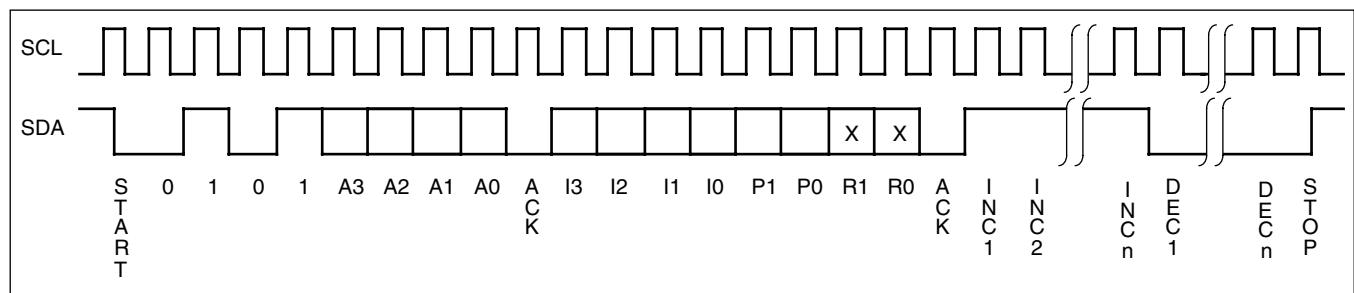 SCL
SDA
X X
START 0 1 0 1 A3 A2 A1 A0 ACK I3 I2 I1 I0 P1 P0 R1 R0 ACK INC1 INC2 INCn DEC1 DECn STOP